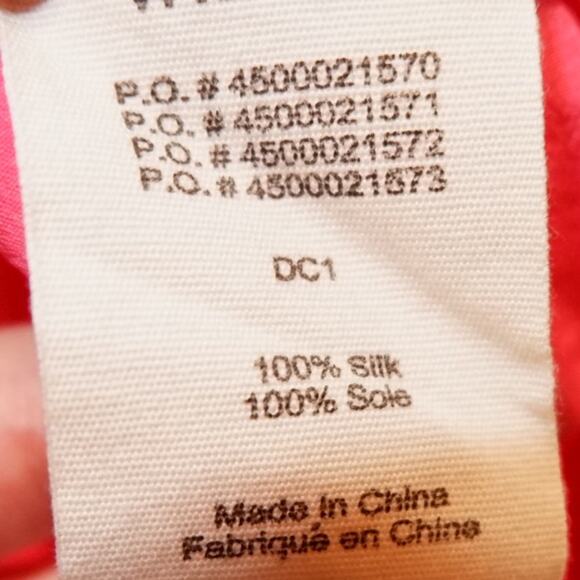 P.O. # 4500021570
P.O. # 4500021571
P.O. # 4500021572
P.O. # 4500021573
DC1
100% Silk
100% Soie
Made In China
Fabriqué en Chine